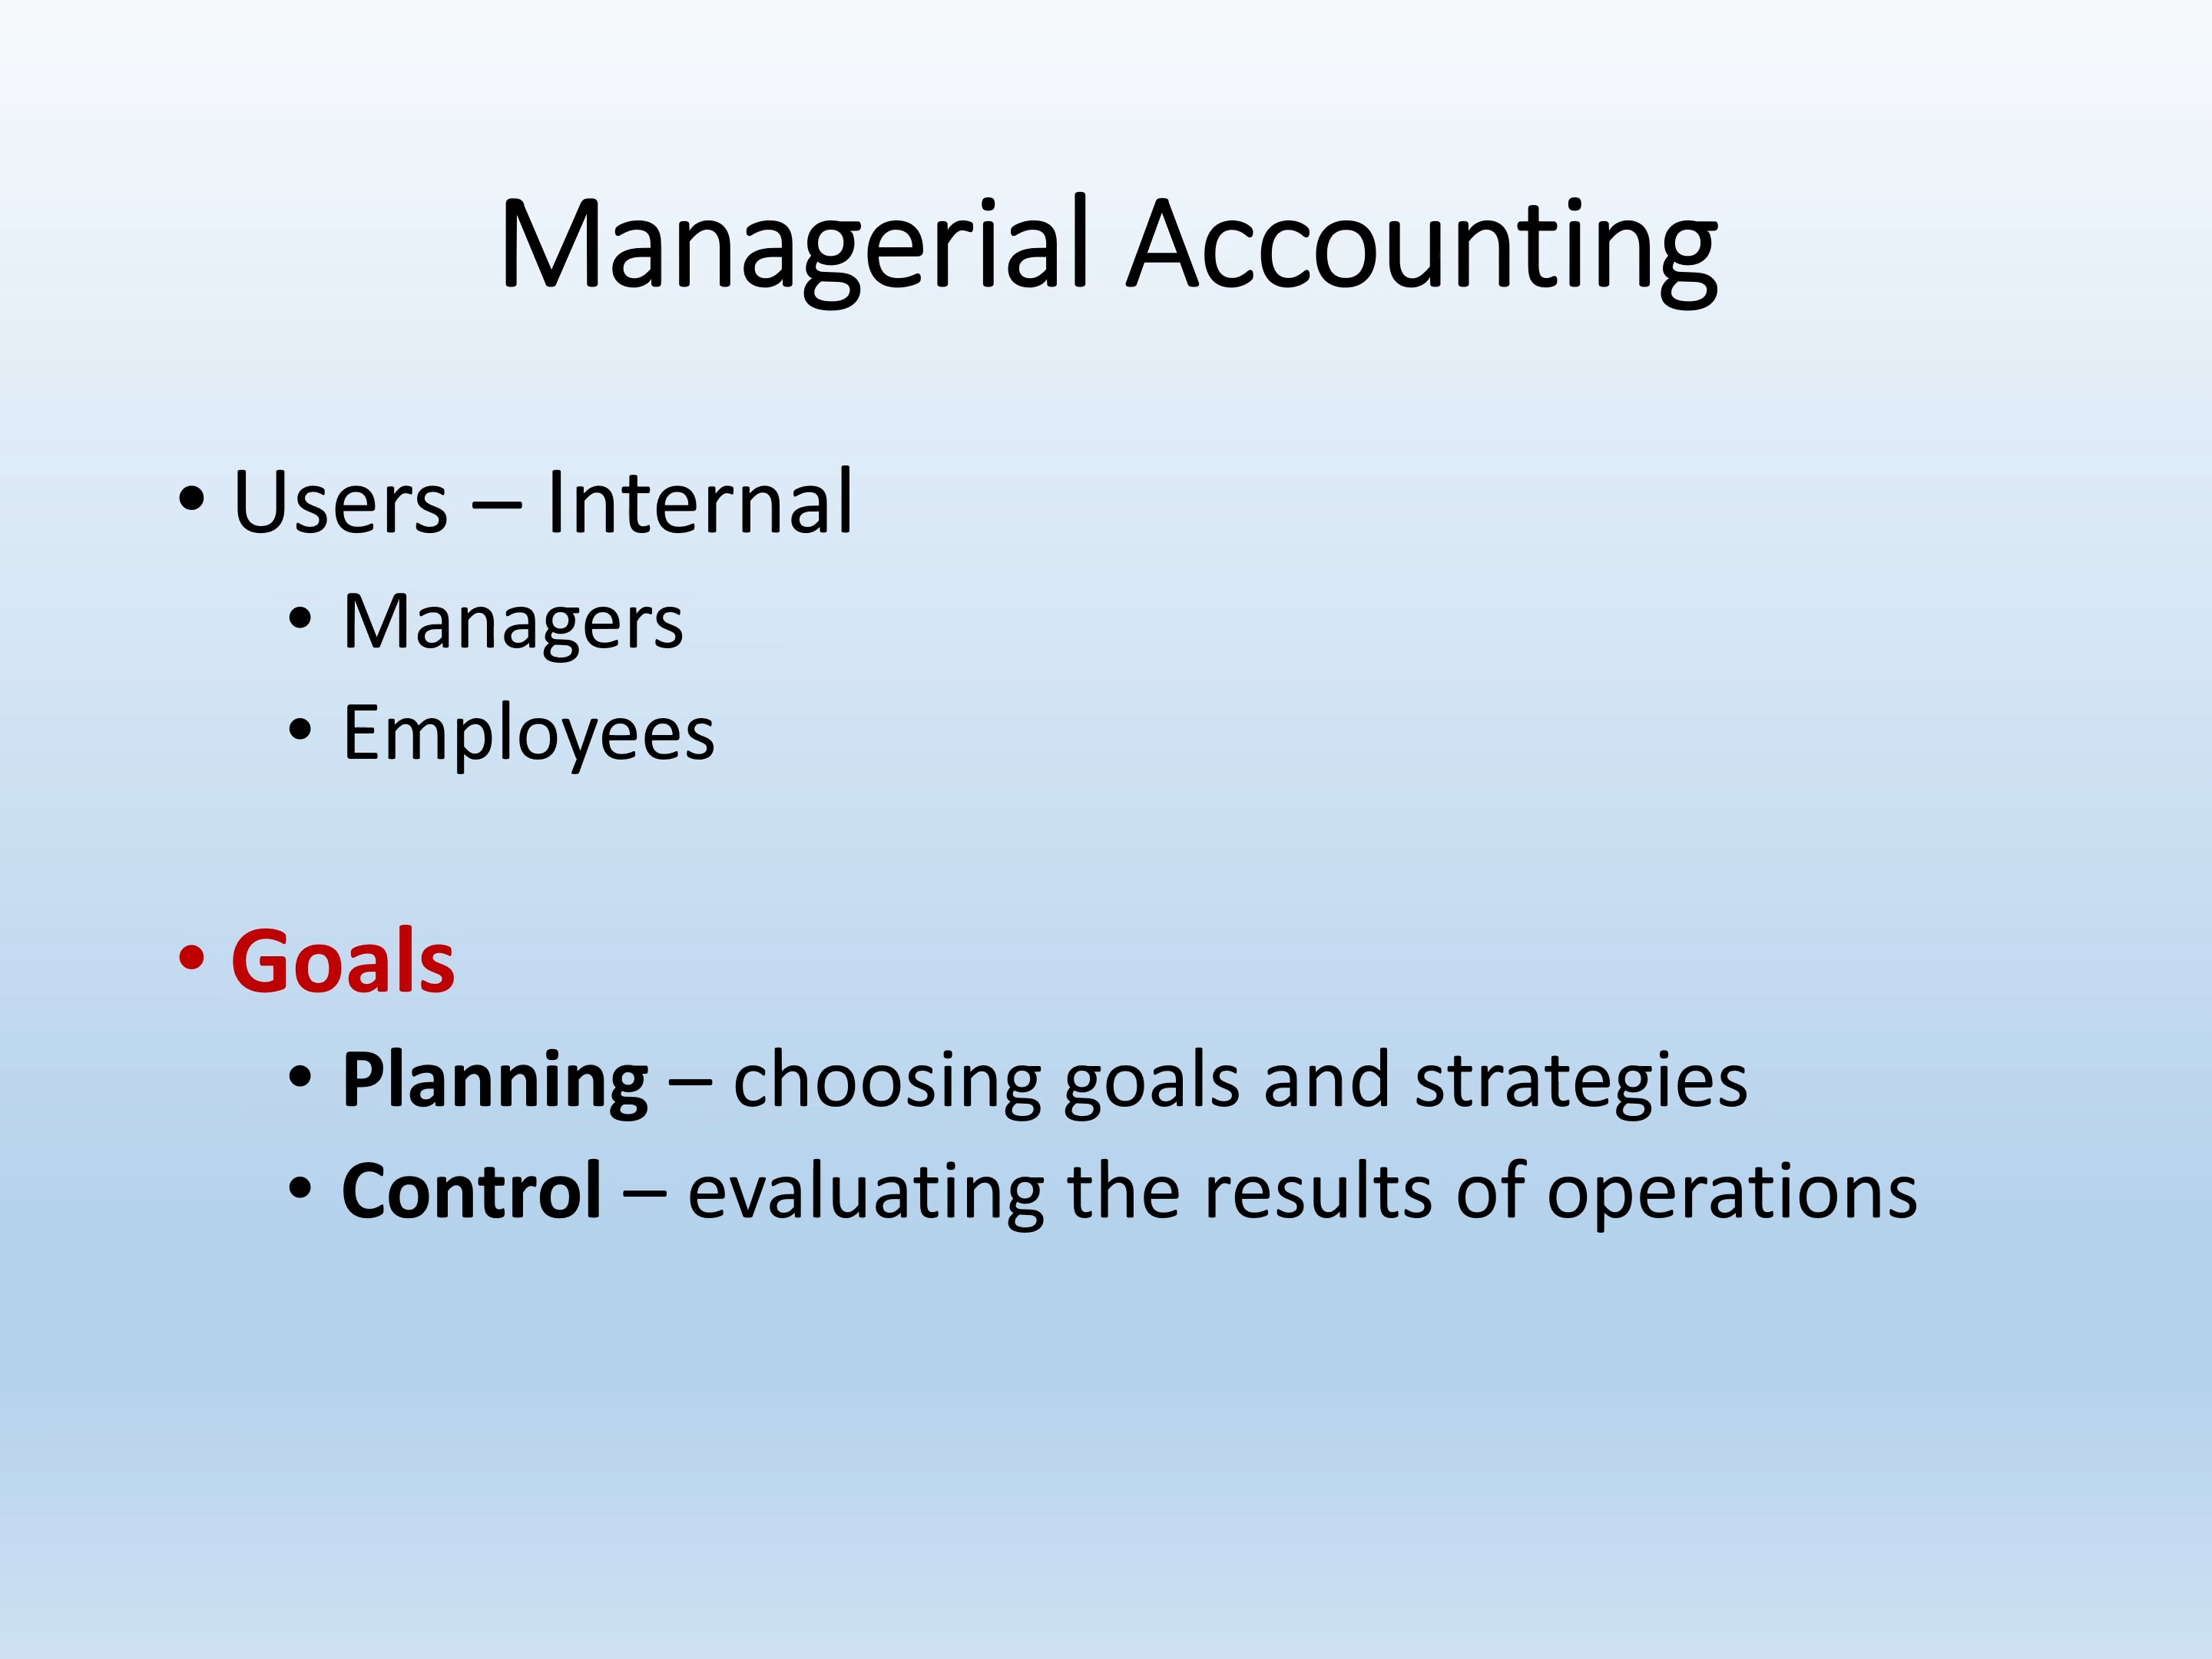 Managerial Accounting
• Users – Internal
• Managers
• Employees
• Goals
• Planning – choosing goals and strategies
• Control – evaluating the results of operations